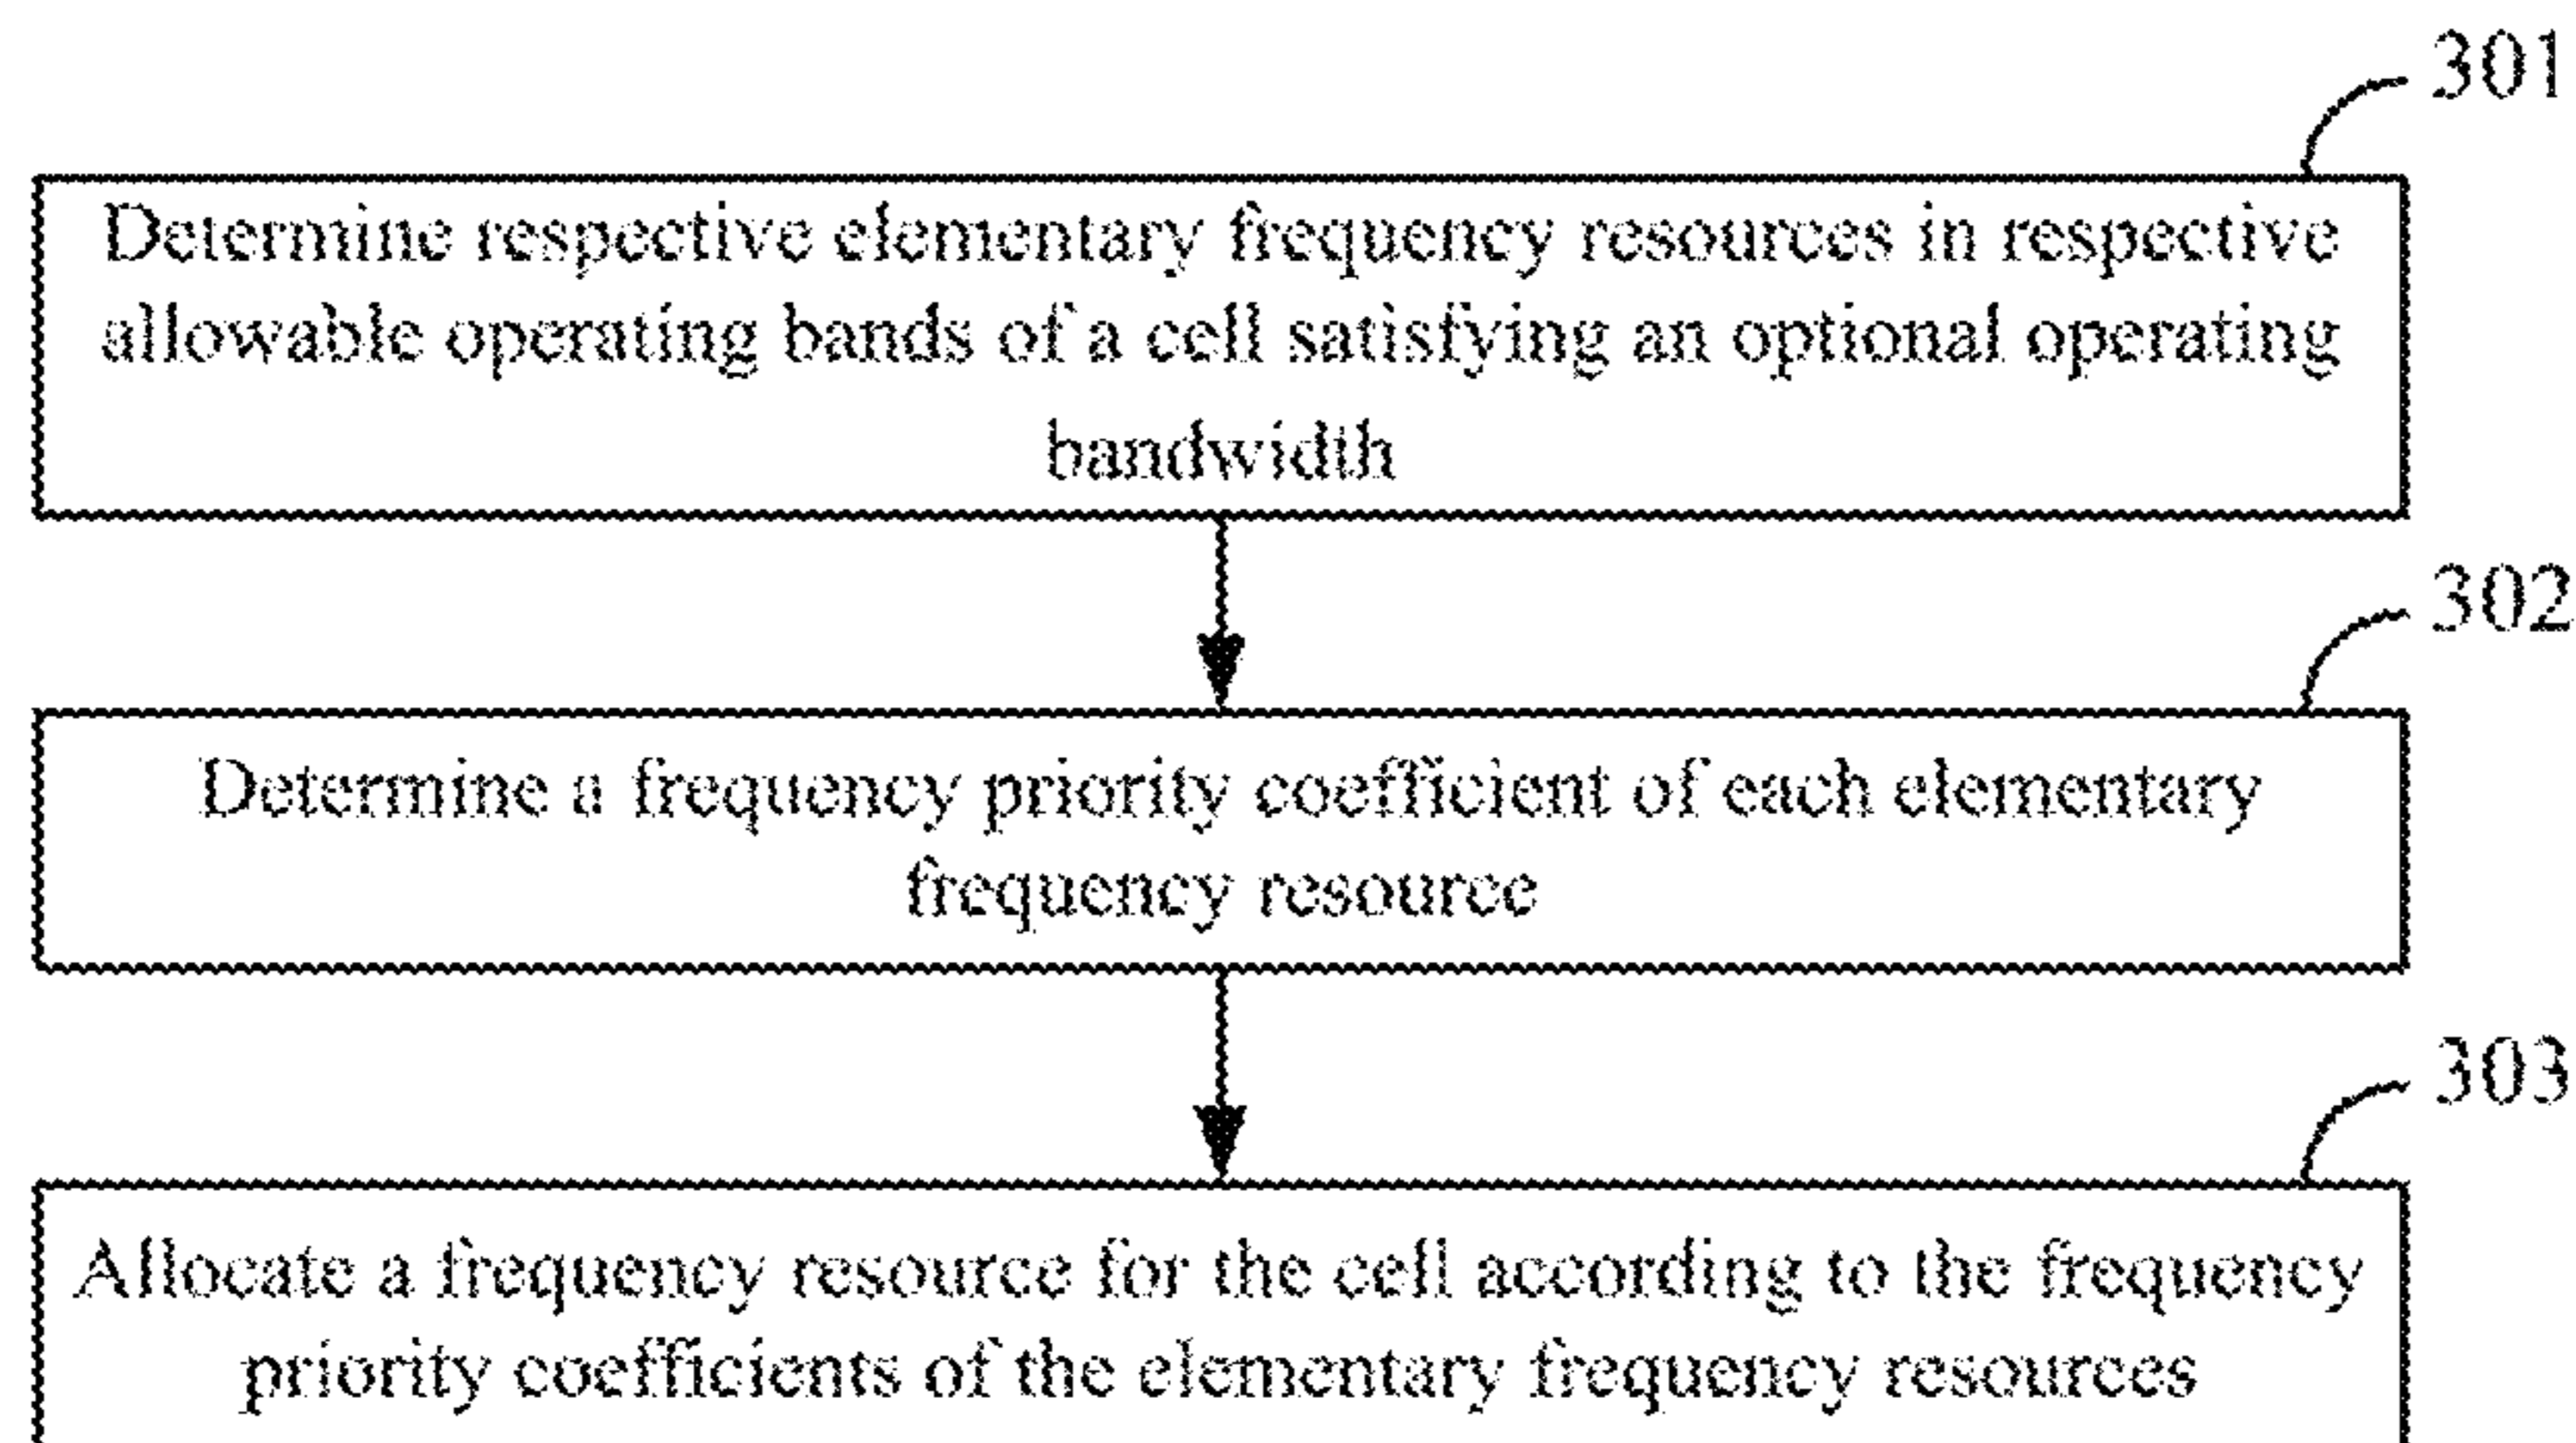 301
Determine respective elementary frequency resources in respective
allowable operating bands of a cell satisfying an optional operating
bandwidth
302
Determine a frequency priority coefficient of each elementary
frequency resource
303
Allocate a frequency resource for the cell according to the frequency
priority coefficients of the elementary frequency resources